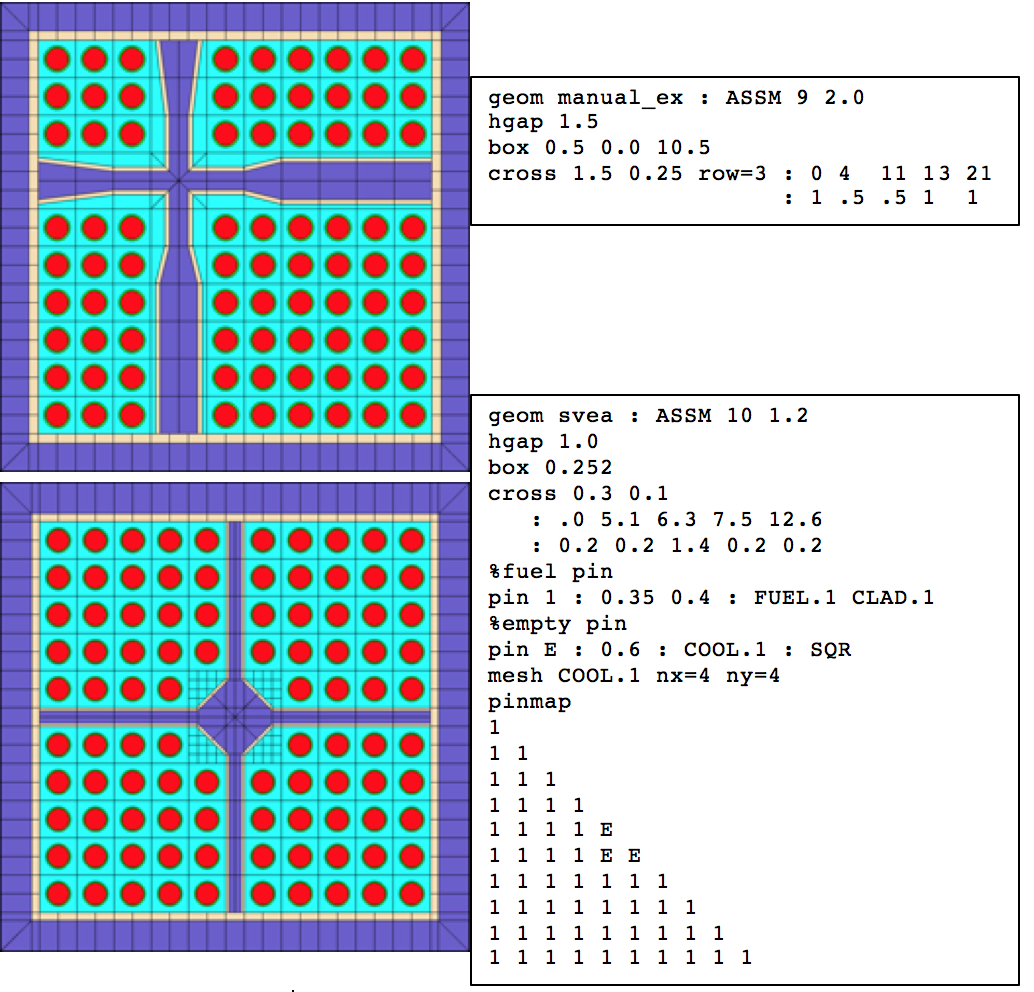 geom manual_ex : ASSM 9 2.0
hgap 1.5
box 0.5 0.0 10.5
cross 1.5 0.25 row=3 : 0 4 11 13 21
: 1 .5 .5 1 1
geom svea : ASSM 10 1.2
hgap 1.0
box 0.252
cross 0.3 0.1
: .0 5.1 6.3 7.5 12.6
: 0.2 0.2 1.4 0.2 0.2
%fuel pin
pin 1 : 0.35 0.4 : FUEL.1 CLAD.1
%empty pin
pin E : 0.6 : COOL.1 : SQR
mesh COOL.1 nx=4 ny=4
pinmap
1
1 1
1 1 1
1 1 1 1
1 1 1 1 E
1 1 1 1 E E
1 1 1 1 1 1 1
1 1 1 1 1 1 1 1
1 1 1 1 1 1 1 1 1
1 1 1 1 1 1 1 1 1 1